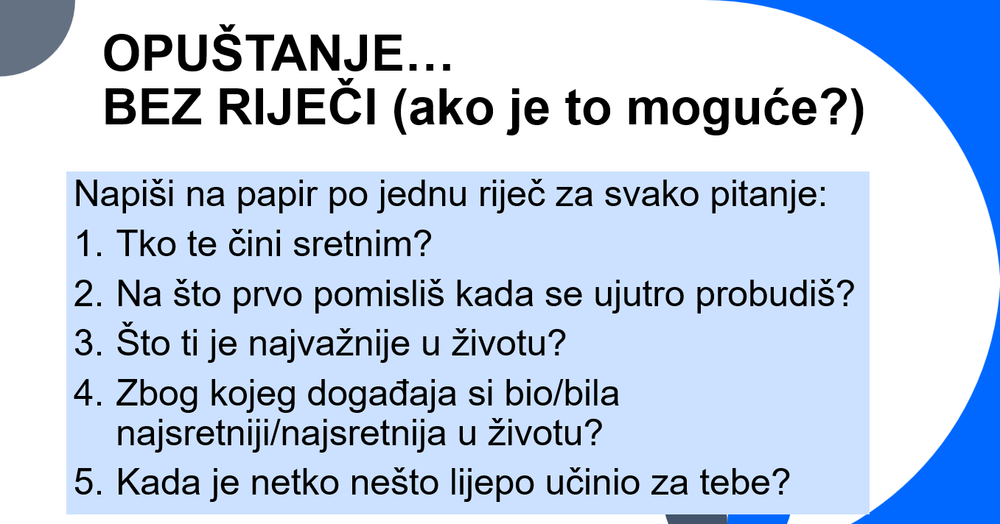 OPUŠTANJE…
BEZ RIJEČI (ako je to moguće?)
Napiši na papir po jednu riječ za svako pitanje:
1. Tko te čini sretnim?
2. Na što prvo pomisliš kada se ujutro probudiš?
3. Što ti je najvažnije u životu?
4. Zbog kojeg događaja si bio/bila
najsretniji/najsretnija u životu?
5. Kada je netko nešto lijepo učinio za tebe?